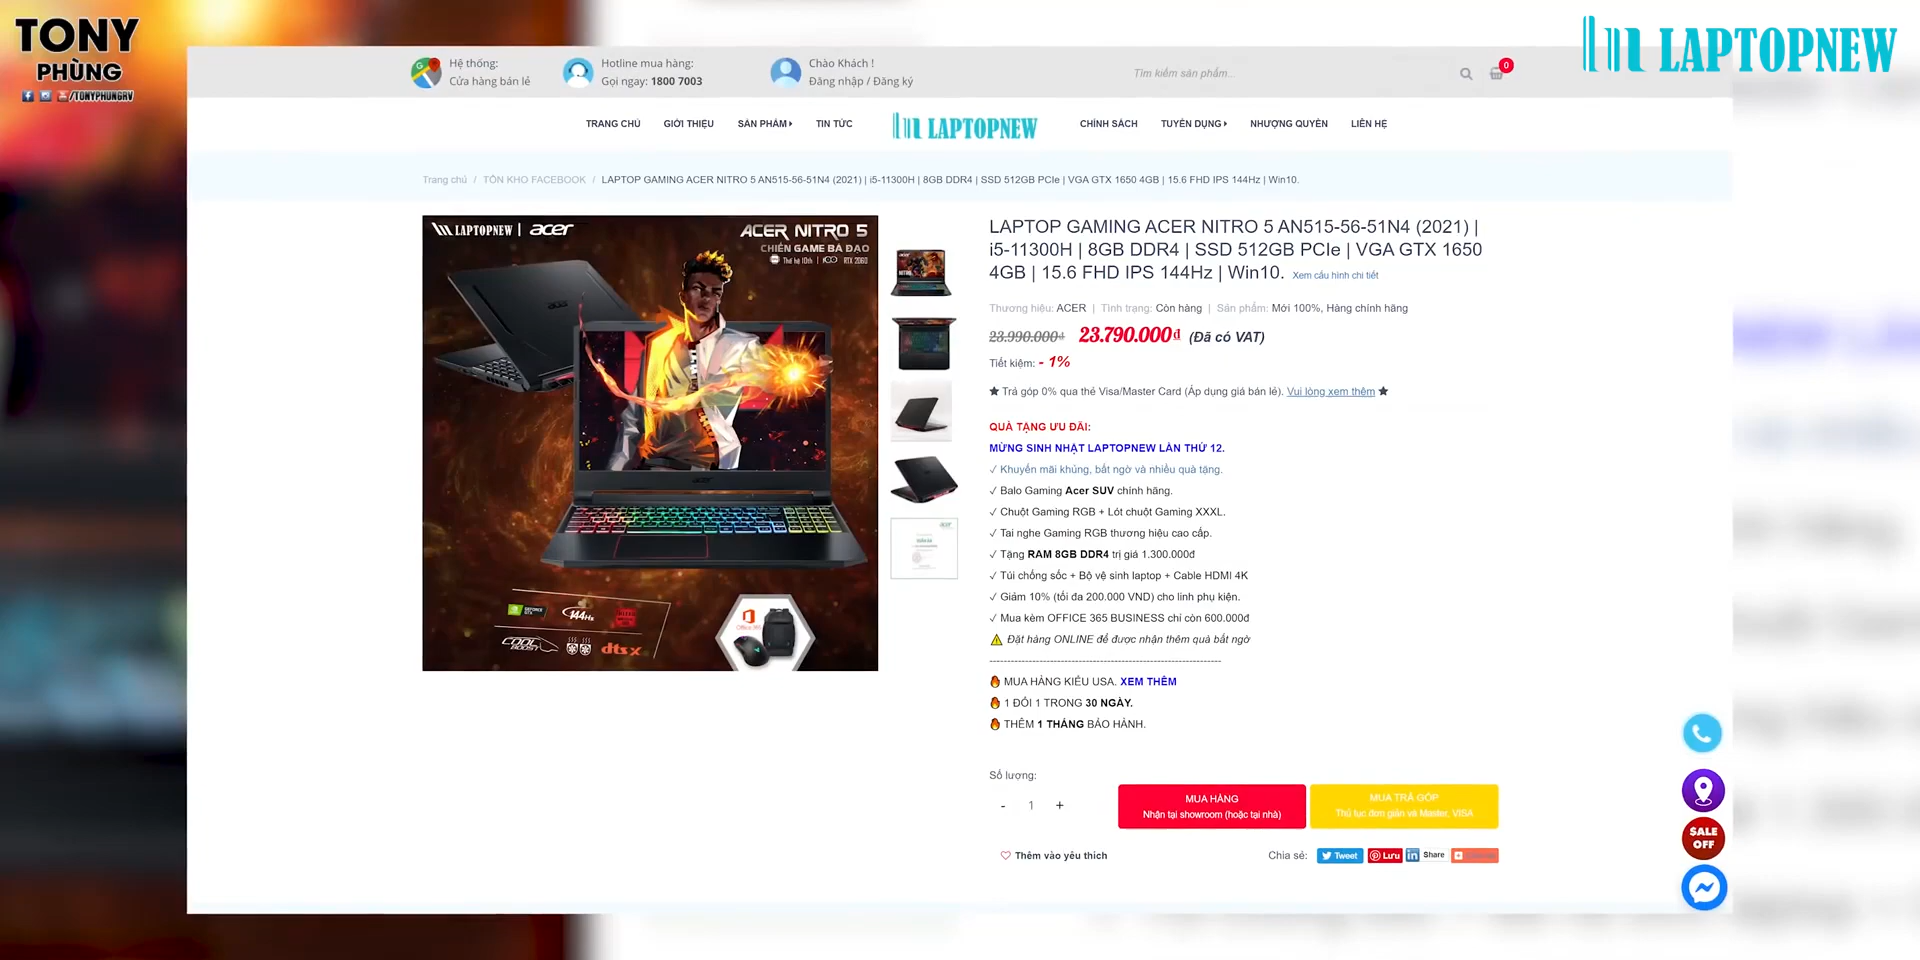 TONY
PHÙNG
/TONYPHUNGRV
LAPTOPNEW
Hệ thống:
Cửa hàng bán lẻ
Hotline mua hàng:
Gọi ngay: 1800 7003
Chào Khách !
Đăng nhập / Đăng ký
Tìm kiếm sản phẩm...
0
TRANG CHỦ
GIỚI THIỆU
SẢN PHẨM
TIN TỨC
LAPTOPNEW
CHÍNH SÁCH
TUYỂN DỤNG
NHƯỢNG QUYỀN
LIÊN HỆ
Trang chủ / TỒN KHO FACEBOOK / LAPTOP GAMING ACER NITRO 5 AN515-56-51N4 (2021) | i5-11300H | 8GB DDR4 | SSD 512GB PCIe | VGA GTX 1650 4GB | 15.6 FHD IPS 144Hz | Win10.
LAPTOPNEW | acer
ACER NITRO 5
CHIẾN GAME BÁ ĐẠO
Thế hệ 10th | RTX 2060
GEFORCE GTX
144Hz
COOL BOOST
dts X
Office 365
LAPTOP GAMING ACER NITRO 5 AN515-56-51N4 (2021) |
i5-11300H | 8GB DDR4 | SSD 512GB PCIe | VGA GTX 1650
4GB | 15.6 FHD IPS 144Hz | Win10. Xem cấu hình chi tiết
Thương hiệu: ACER | Tình trạng: Còn hàng | Sản phẩm: Mới 100%, Hàng chính hãng
23.990.000₫ 23.790.000₫ (Đã có VAT)
Tiết kiệm: - 1%
★ Trả góp 0% qua thẻ Visa/Master Card (Áp dụng giá bán lẻ). Vui lòng xem thêm ★
QUÀ TẶNG ƯU ĐÃI:
MỪNG SINH NHẬT LAPTOPNEW LẦN THỨ 12.
✓ Khuyến mãi khủng, bất ngờ và nhiều quà tặng.
✓ Balo Gaming Acer SUV chính hãng.
✓ Chuột Gaming RGB + Lót chuột Gaming XXXL.
✓ Tai nghe Gaming RGB thương hiệu cao cấp.
✓ Tặng RAM 8GB DDR4 trị giá 1.300.000đ
✓ Túi chống sốc + Bộ vệ sinh laptop + Cable HDMI 4K
✓ Giảm 10% (tối đa 200.000 VND) cho linh phụ kiện.
✓ Mua kèm OFFICE 365 BUSINESS chỉ còn 600.000đ
Đặt hàng ONLINE để được nhận thêm quà bất ngờ
----------------------------------------------------------------
MUA HÀNG KIỂU USA. XEM THÊM
1 ĐỔI 1 TRONG 30 NGÀY.
THÊM 1 THÁNG BẢO HÀNH.
Số lượng:
- 1 +
MUA HÀNG
Nhận tại showroom (hoặc tại nhà)
MUA TRẢ GÓP
Thủ tục đơn giản và Master, VISA
Thêm vào yêu thích
Chia sẻ:
Tweet
Lưu
Share
SALE
OFF